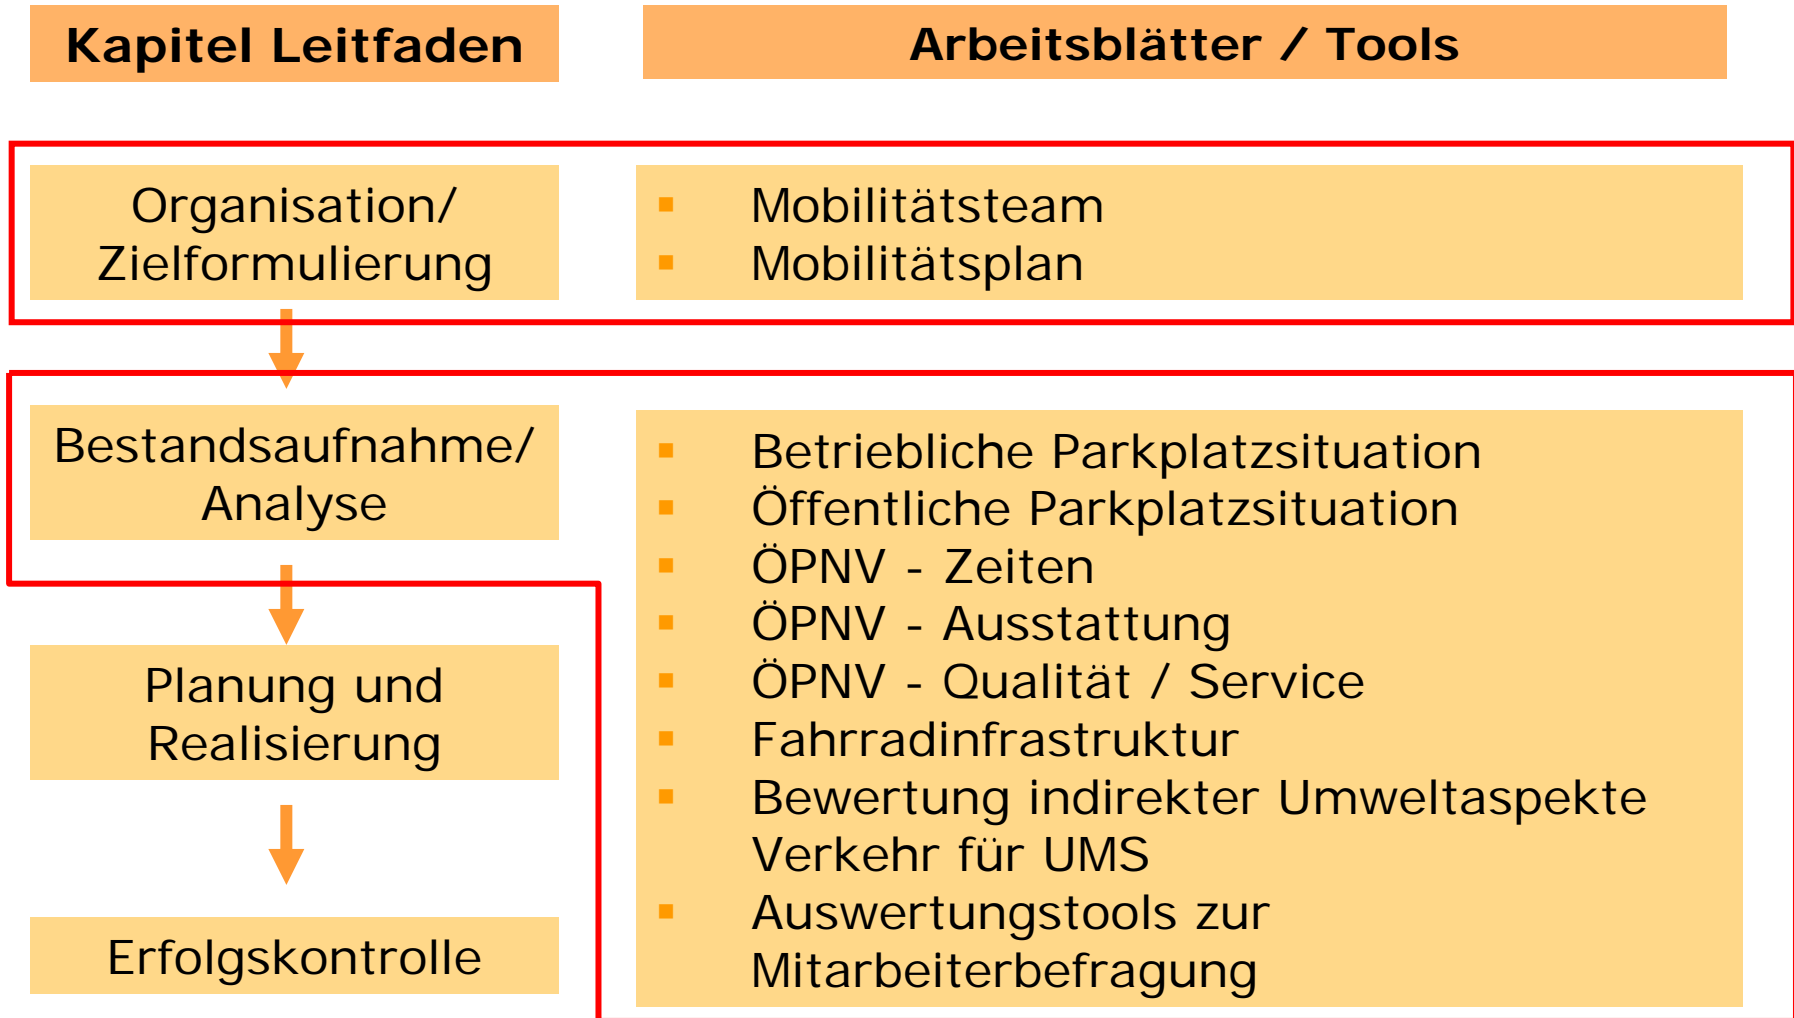 Kapitel Leitfaden
Arbeitsblätter / Tools
Organisation/
Zielformulierung
▪ Mobilitätsteam
▪ Mobilitätsplan
Bestandsaufnahme/
Analyse
▪ Betriebliche Parkplatzsituation
▪ Öffentliche Parkplatzsituation
▪ ÖPNV - Zeiten
▪ ÖPNV - Ausstattung
▪ ÖPNV - Qualität / Service
▪ Fahrradinfrastruktur
▪ Bewertung indirekter Umweltaspekte
Verkehr für UMS
▪ Auswertungstools zur
Mitarbeiterbefragung
Planung und
Realisierung
Erfolgskontrolle